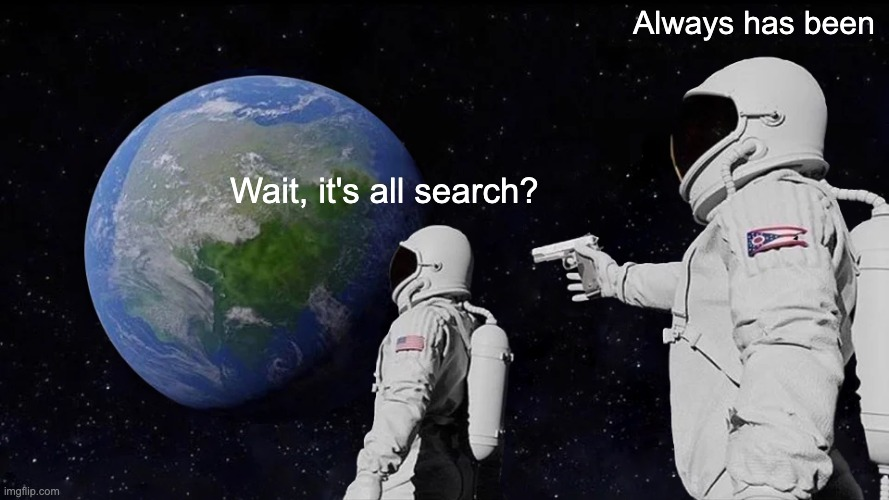 Always has been
Wait, it's all search?
imgflip.com